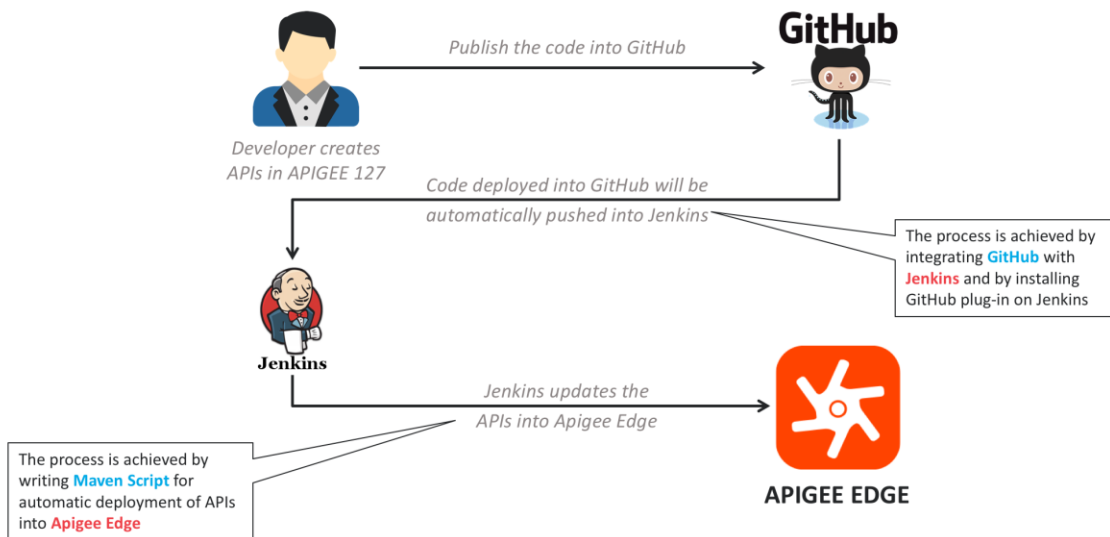 GitHub
Publish the code into GitHub
Developer creates
APIs in APIGEE 127
Code deployed into GitHub will be
automatically pushed into Jenkins
The process is achieved by
integrating GitHub with
Jenkins and by installing
GitHub plug-in on Jenkins
Jenkins
Jenkins updates the
APIs into Apigee Edge
The process is achieved by
writing Maven Script for
automatic deployment of APIs
into Apigee Edge
APIGEE EDGE